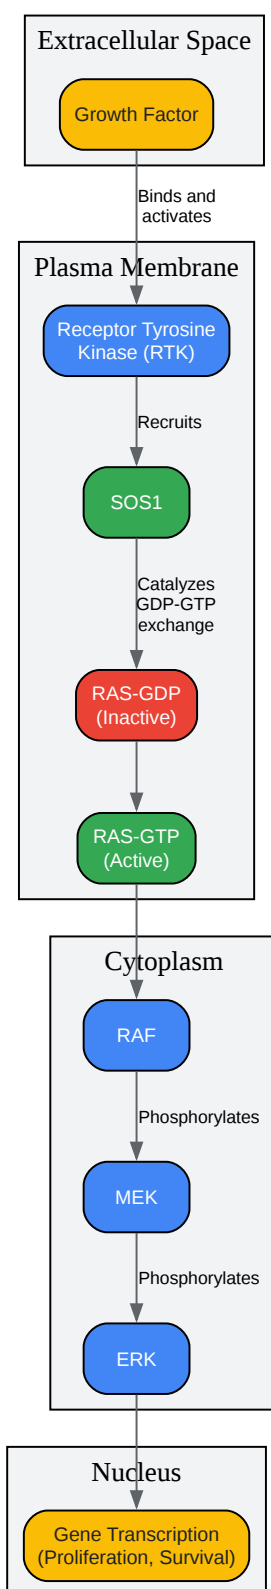 Extracellular Space
Growth Factor
Binds and
activates
Plasma Membrane
Receptor Tyrosine
Kinase (RTK)
Recruits
SOS1
Catalyzes
GDP-GTP
exchange
RAS-GDP
(Inactive)
RAS-GTP
(Active)
Cytoplasm
RAF
Phosphorylates
MEK
Phosphorylates
ERK
Nucleus
Gene Transcription
(Proliferation, Survival)